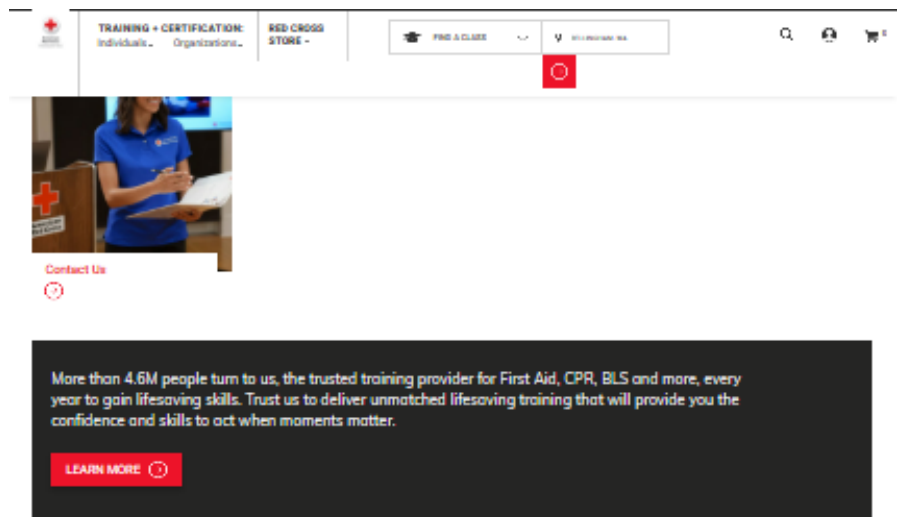 TRAINING + CERTIFICATION:
Individuals
Organizations
RED CROSS
STORE
FIND A CLASS
Contact Us
More than 4.6M people turn to us, the trusted training provider for First Aid, CPR, BLS and more, every
year to gain lifesaving skills. Trust us to deliver unmatched lifesaving training that will provide you the
confidence and skills to act when moments matter.
LEARN MORE